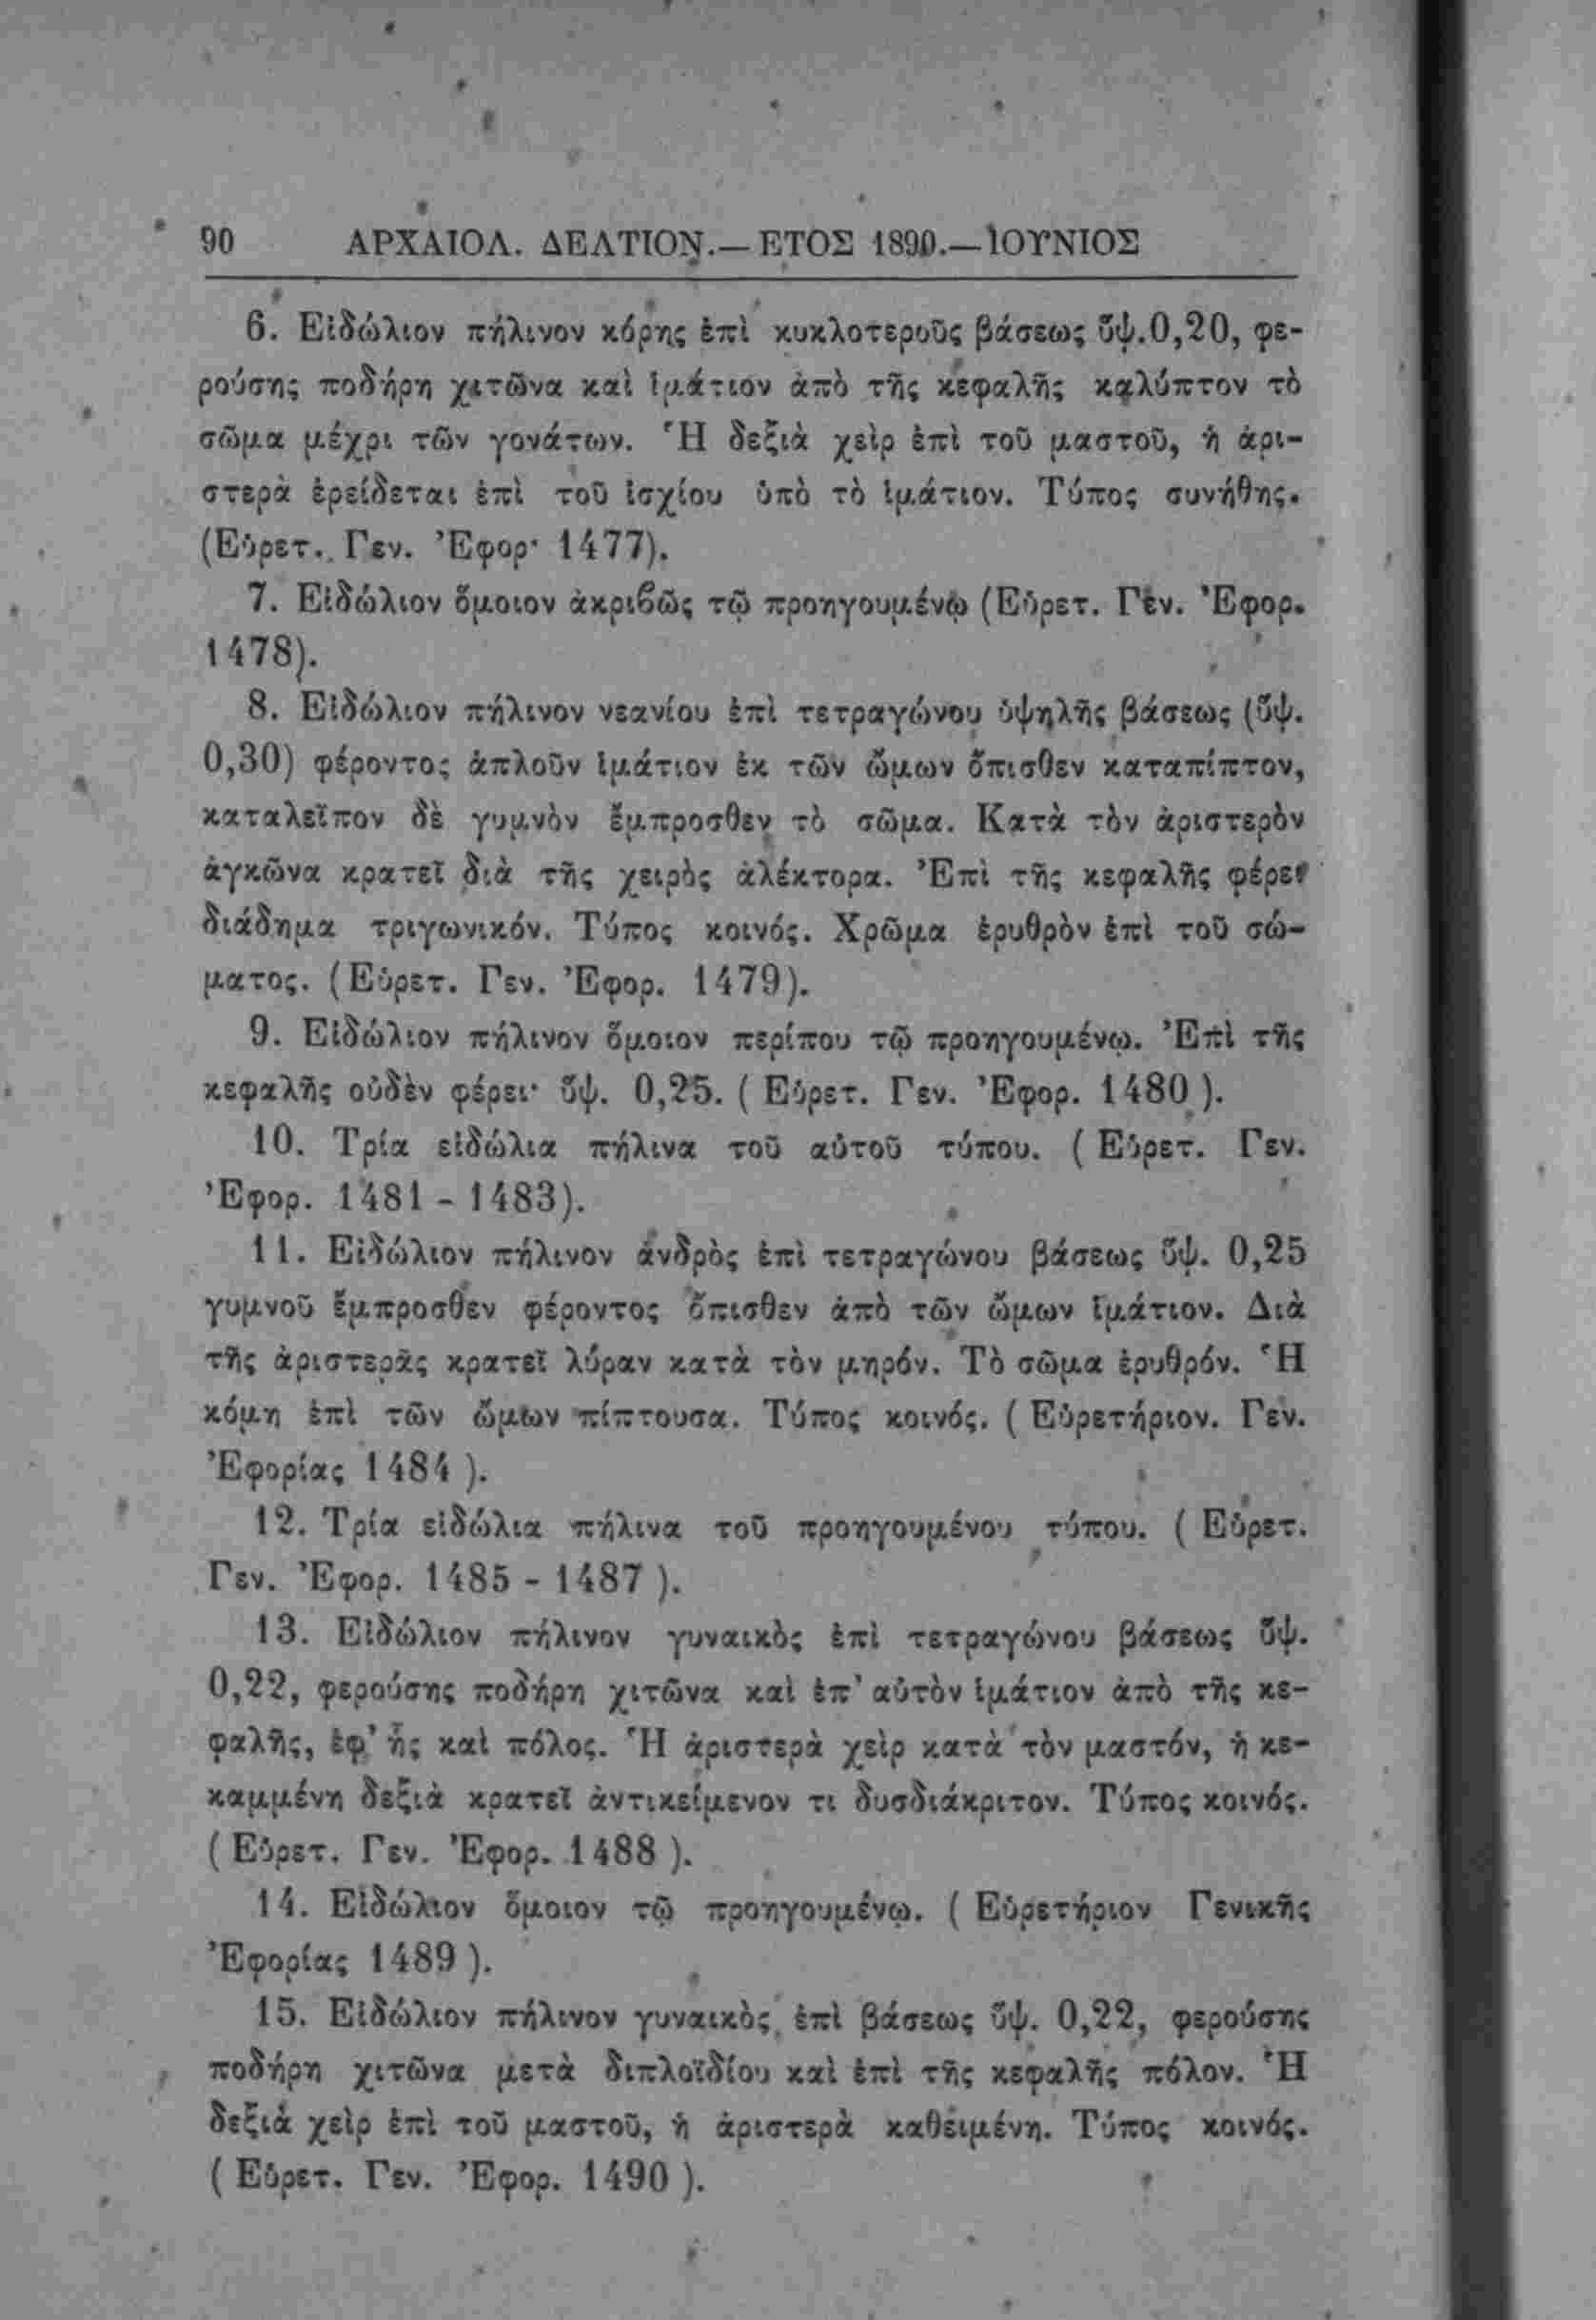 90 ΑΡΧΑΙΟΛ. ΔΕΛΤΙΟΝ.— ΕΤΟΣ 1890.— ΙΟΥΝΙΟΣ
6. Εἰδώλιον πήλινον κόρης ἐπὶ κυκλοτεροῦς βάσεως ὕψ.0,20, φε-
ρούσης ποδήρη χιτῶνα καὶ ἱμάτιον ἀπὸ τῆς κεφαλῆς καλύπτον τὸ
σῶμα μέχρι τῶν γονάτων. Ἡ δεξιὰ χεὶρ ἐπὶ τοῦ μαστοῦ, ἡ ἀρι-
στερὰ ἐρείδεται ἐπὶ τοῦ ἰσχίου ὑπὸ τὸ ἱμάτιον. Τύπος συνήθης.
(Εὑρετ. Γεν. Ἐφορ· 1477).
7. Εἰδώλιον ὅμοιον ἀκριβῶς τῷ προηγουμένῳ (Εὑρετ. Γεν. Ἐφορ.
1478).
8. Εἰδώλιον πήλινον νεανίου ἐπὶ τετραγώνου ὑψηλῆς βάσεως (ὕψ.
0,30) φέροντος ἁπλοῦν ἱμάτιον ἐκ τῶν ὤμων ὄπισθεν καταπίπτον,
καταλεῖπον δὲ γυμνὸν ἔμπροσθεν τὸ σῶμα. Κατὰ τὸν ἀριστερὸν
ἀγκῶνα κρατεῖ διὰ τῆς χειρὸς ἀλέκτορα. Ἐπὶ τῆς κεφαλῆς φέρει
διάδημα τριγωνικόν. Τύπος κοινός. Χρῶμα ἐρυθρὸν ἐπὶ τοῦ σώ-
ματος. (Εὑρετ. Γεν. Ἐφορ. 1479).
9. Εἰδώλιον πήλινον ὅμοιον περίπου τῷ προηγουμένῳ. Ἐπὶ τῆς
κεφαλῆς οὐδὲν φέρει· ὕψ. 0,25. ( Εὑρετ. Γεν. Ἐφορ. 1480 ).
10. Τρία εἰδώλια πήλινα τοῦ αὐτοῦ τύπου. ( Εὑρετ. Γεν.
Ἐφορ. 1481 - 1483).
11. Εἰδώλιον πήλινον ἀνδρὸς ἐπὶ τετραγώνου βάσεως ὕψ. 0,25
γυμνοῦ ἔμπροσθεν φέροντος ὄπισθεν ἀπὸ τῶν ὤμων ἱμάτιον. Διὰ
τῆς ἀριστερᾶς κρατεῖ λύραν κατὰ τὸν μηρόν. Τὸ σῶμα ἐρυθρόν. Ἡ
κόμη ἐπὶ τῶν ὤμων πίπτουσα. Τύπος κοινός. ( Εὑρετήριον. Γεν.
Ἐφορίας 1484 ).
12. Τρία εἰδώλια πήλινα τοῦ προηγουμένου τύπου. ( Εὑρετ.
Γεν. Ἐφορ. 1485 - 1487 ).
13. Εἰδώλιον πήλινον γυναικὸς ἐπὶ τετραγώνου βάσεως ὕψ.
0,22, φερούσης ποδήρη χιτῶνα καὶ ἐπ' αὐτὸν ἱμάτιον ἀπὸ τῆς κε-
φαλῆς, ἐφ' ἧς καὶ πόλος. Ἡ ἀριστερὰ χεὶρ κατὰ τὸν μαστόν, ἡ κε-
καμμένη δεξιὰ κρατεῖ ἀντικείμενον τι δυσδιάκριτον. Τύπος κοινός.
( Εὑρετ. Γεν. Ἐφορ. 1488 ).
14. Εἰδώλιον ὅμοιον τῷ προηγουμένῳ. ( Εὑρετήριον Γενικῆς
Ἐφορίας 1489 ).
15. Εἰδώλιον πήλινον γυναικὸς ἐπὶ βάσεως ὕψ. 0,22, φερούσης
ποδήρη χιτῶνα μετὰ διπλοϊδίου καὶ ἐπὶ τῆς κεφαλῆς πόλον. Ἡ
δεξιὰ χεὶρ ἐπὶ τοῦ μαστοῦ, ἡ ἀριστερὰ καθειμένη. Τύπος κοινός.
( Εὑρετ. Γεν. Ἐφορ. 1490 ).